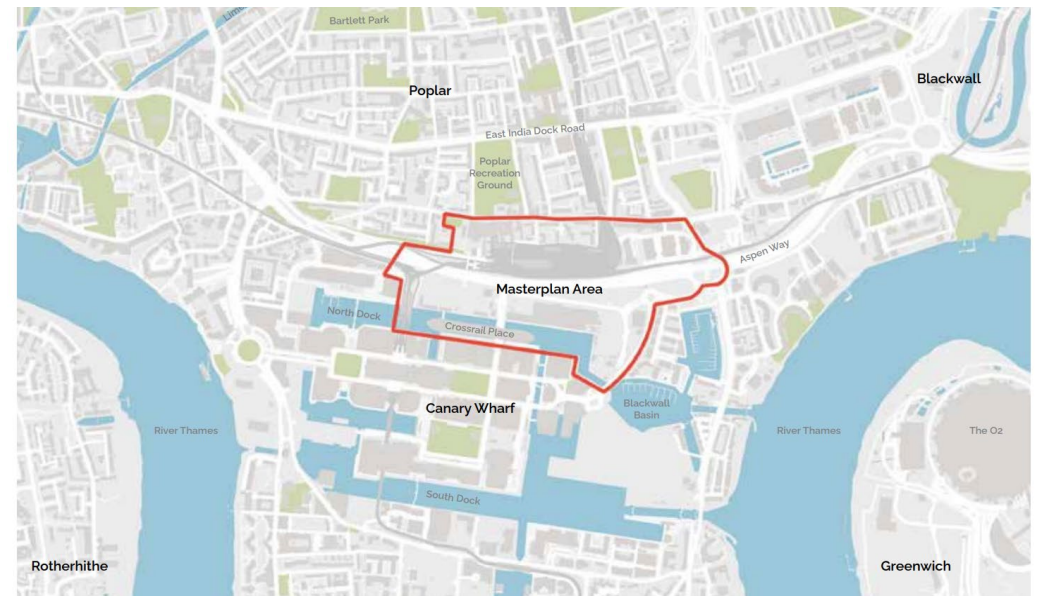 Lime
Bartlett Park
Poplar
Blackwall
East India Dock Road
Poplar
Recreation
Ground
Aspen Way
Masterplan Area
North Dock
Crossrail Place
Canary Wharf
Blackwall
Basin
River Thames
River Thames
The O2
South Dock
Rotherhithe
Greenwich